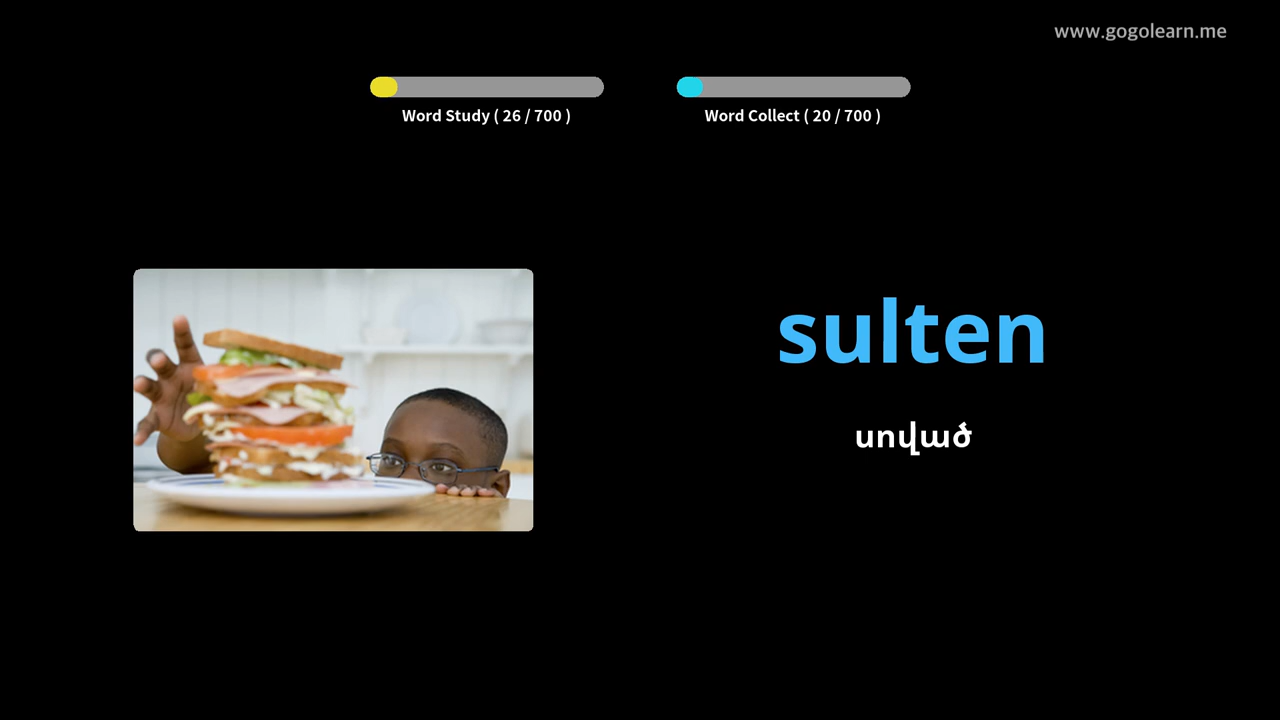 www.gogolearn.me
Word Study ( 26 / 700 )
Word Collect ( 20 / 700 )
sulten
սոված